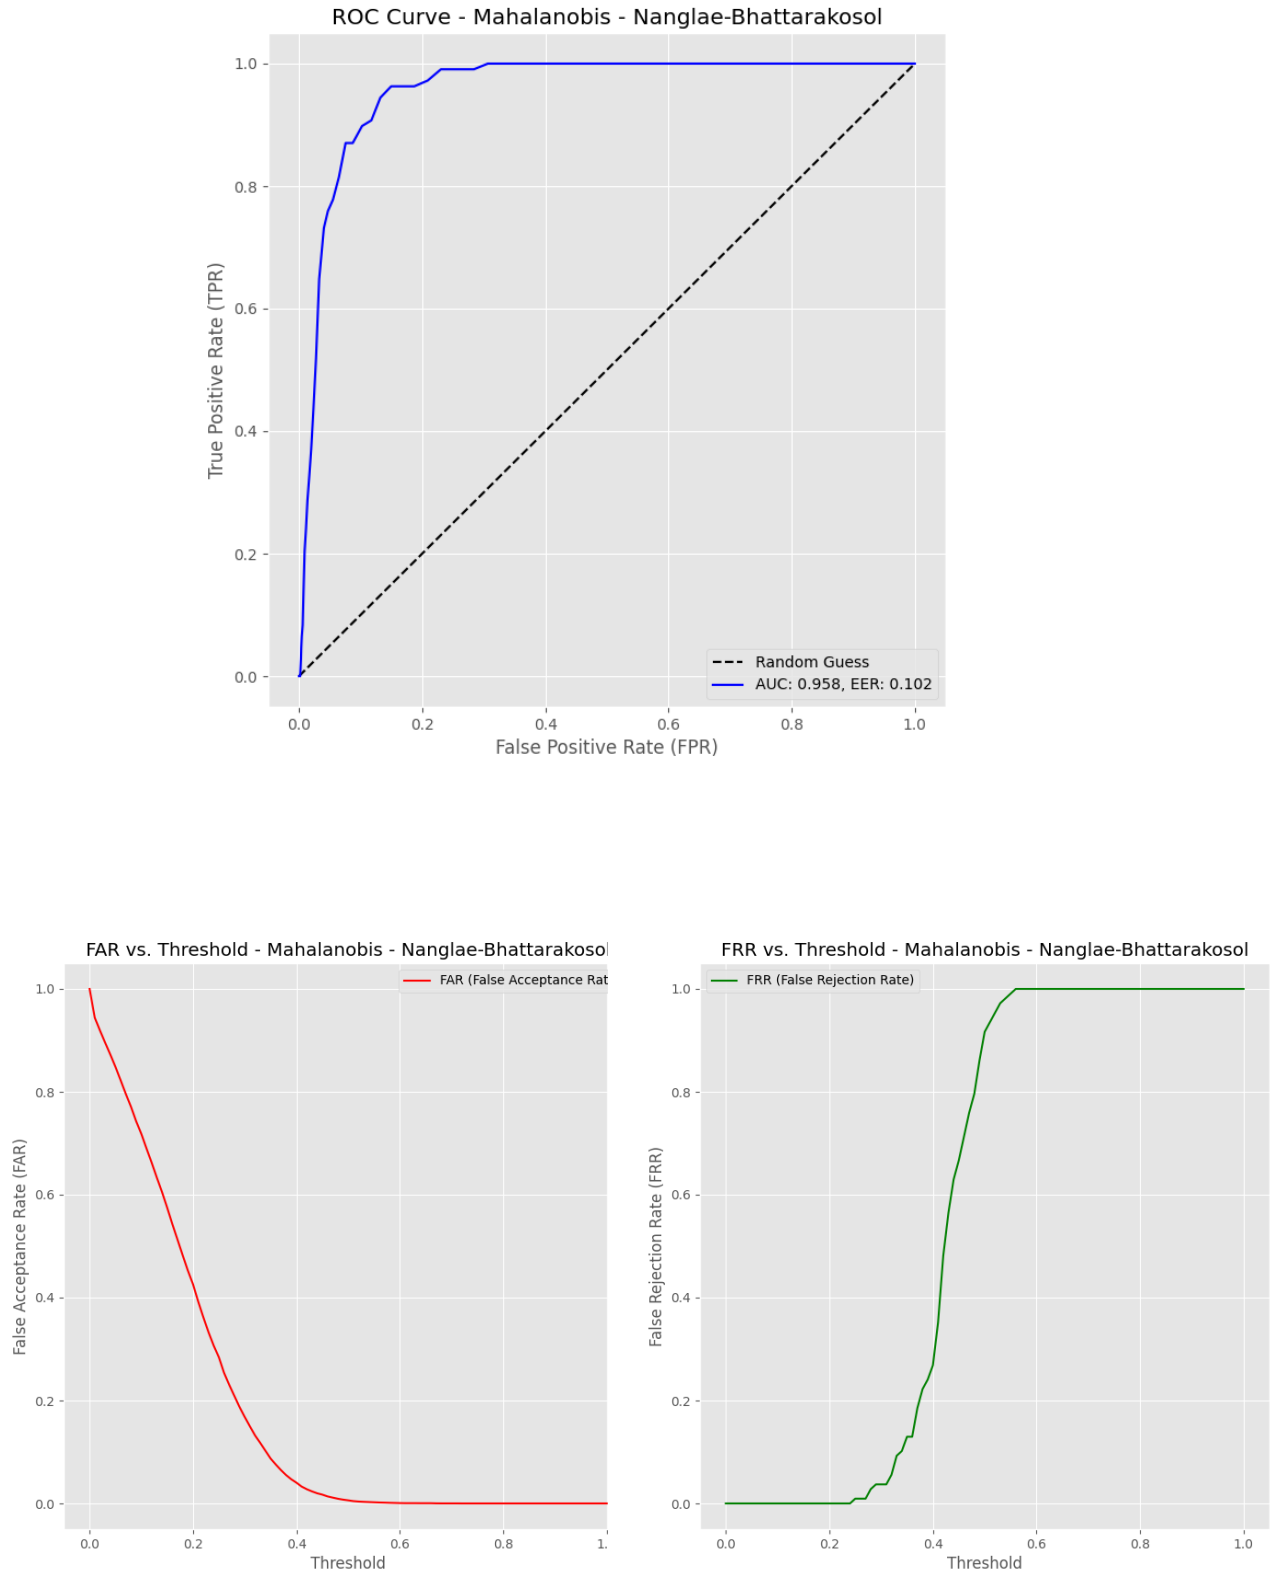 ROC Curve - Mahalanobis - Nanglae-Bhattarakosol
1.0
0.8
0.6
0.4
0.2
0.0
True Positive Rate (TPR)
Random Guess
AUC: 0.958, EER: 0.102
0.0 0.2 0.4 0.6 0.8 1.0
False Positive Rate (FPR)
FAR vs. Threshold - Mahalanobis - Nanglae-Bhattarakosol
FAR (False Acceptance Rat
1.0
0.8
0.6
0.4
0.2
0.0
False Acceptance Rate (FAR)
0.0 0.2 0.4 0.6 0.8 1.
Threshold
FRR vs. Threshold - Mahalanobis - Nanglae-Bhattarakosol
FRR (False Rejection Rate)
1.0
0.8
0.6
0.4
0.2
0.0
False Rejection Rate (FRR)
0.0 0.2 0.4 0.6 0.8 1.0
Threshold